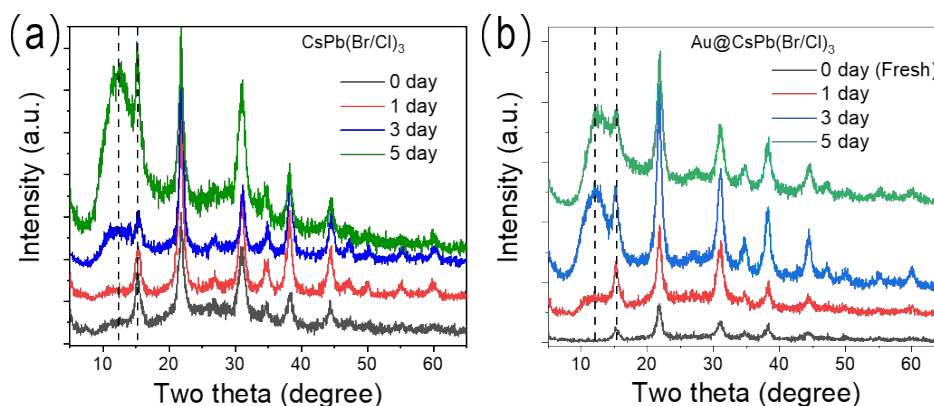 (a)
CsPb(Br/Cl)3
0 day
1 day
3 day
5 day
Intensity (a.u.)
10 20 30 40 50 60
Two theta (degree)
(b)
Au@CsPb(Br/Cl)3
0 day (Fresh)
1 day
3 day
5 day
Intensity (a.u.)
10 20 30 40 50 60
Two theta (degree)